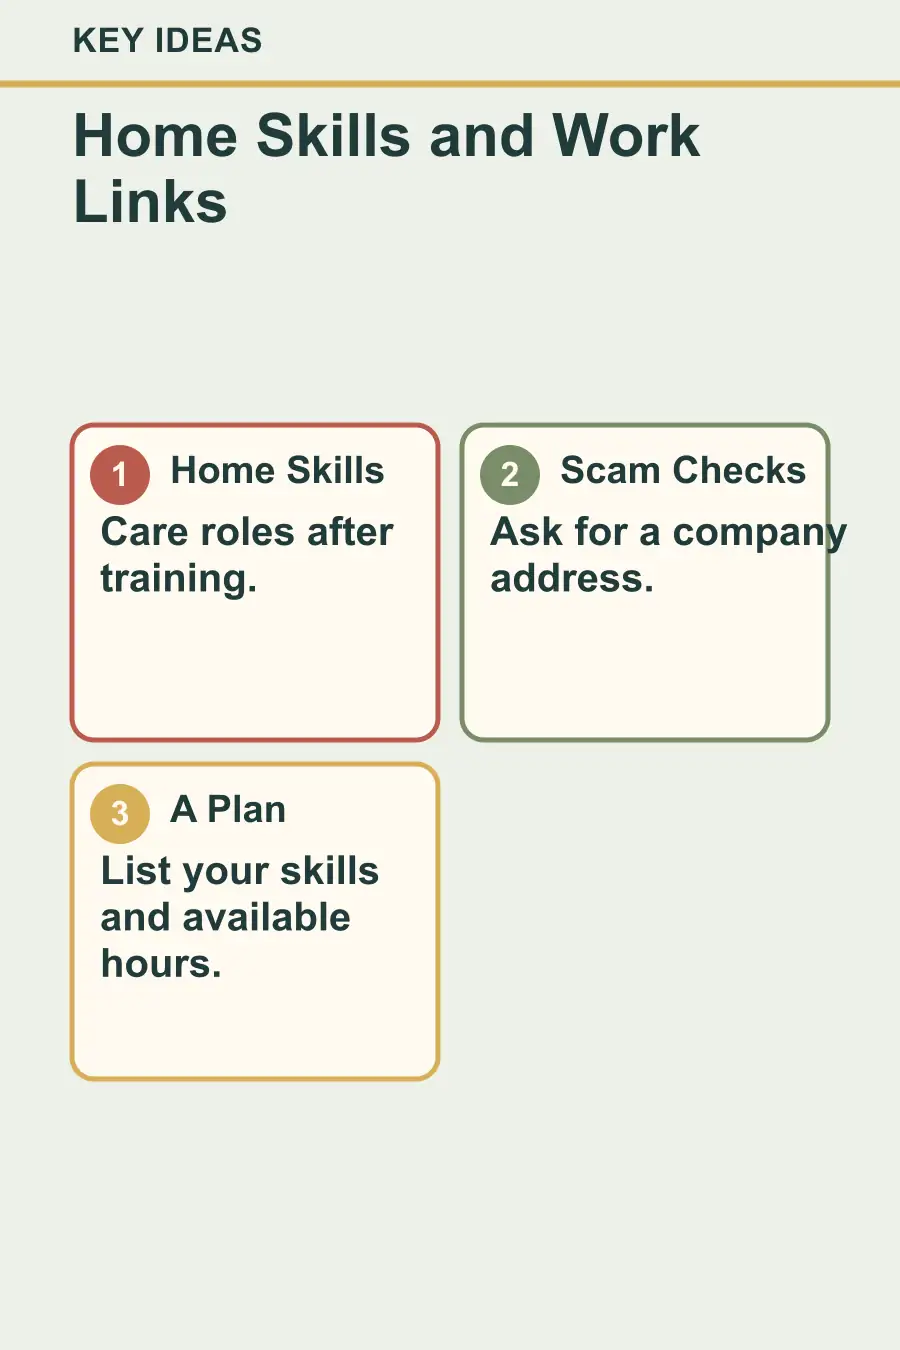 KEY IDEAS
Home Skills and Work
Links
1 Home Skills
Care roles after
training.
2 Scam Checks
Ask for a company
address.
3 A Plan
List your skills
and available
hours.